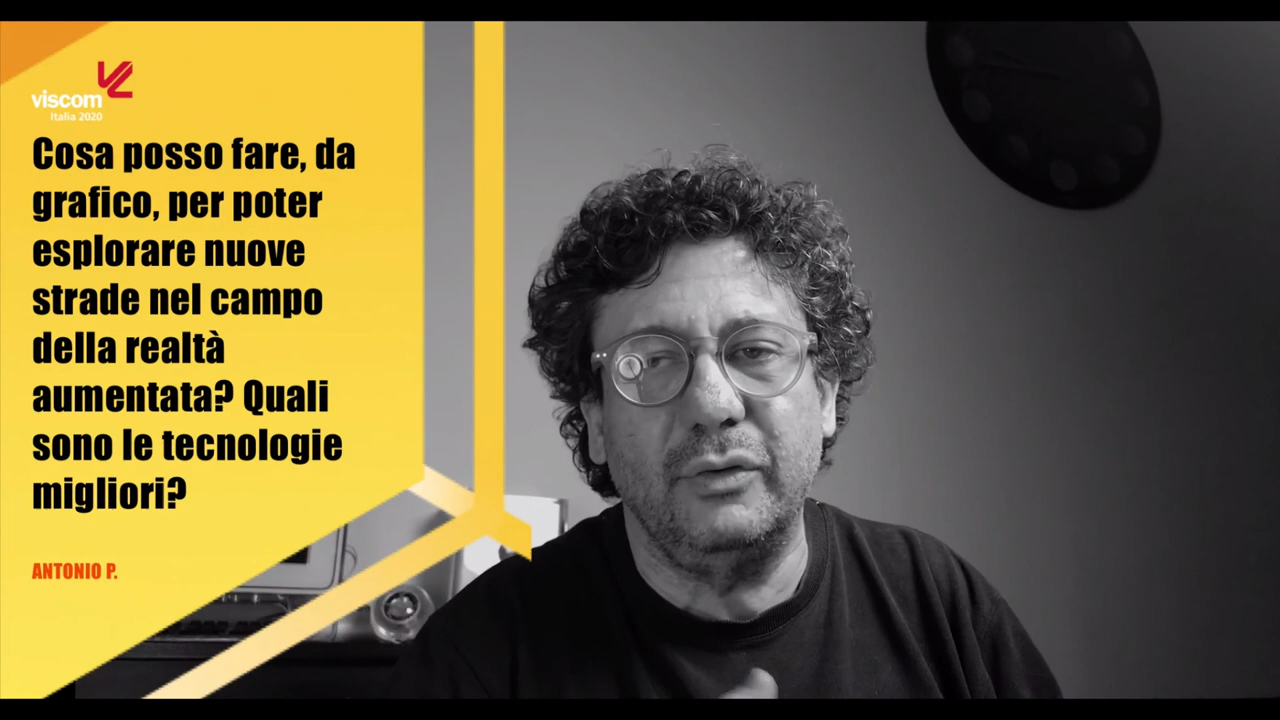 viscom
Italia 2020
Cosa posso fare, da
grafico, per poter
esplorare nuove
strade nel campo
della realtà
aumentata? Quali
sono le tecnologie
migliori?
ANTONIO P.